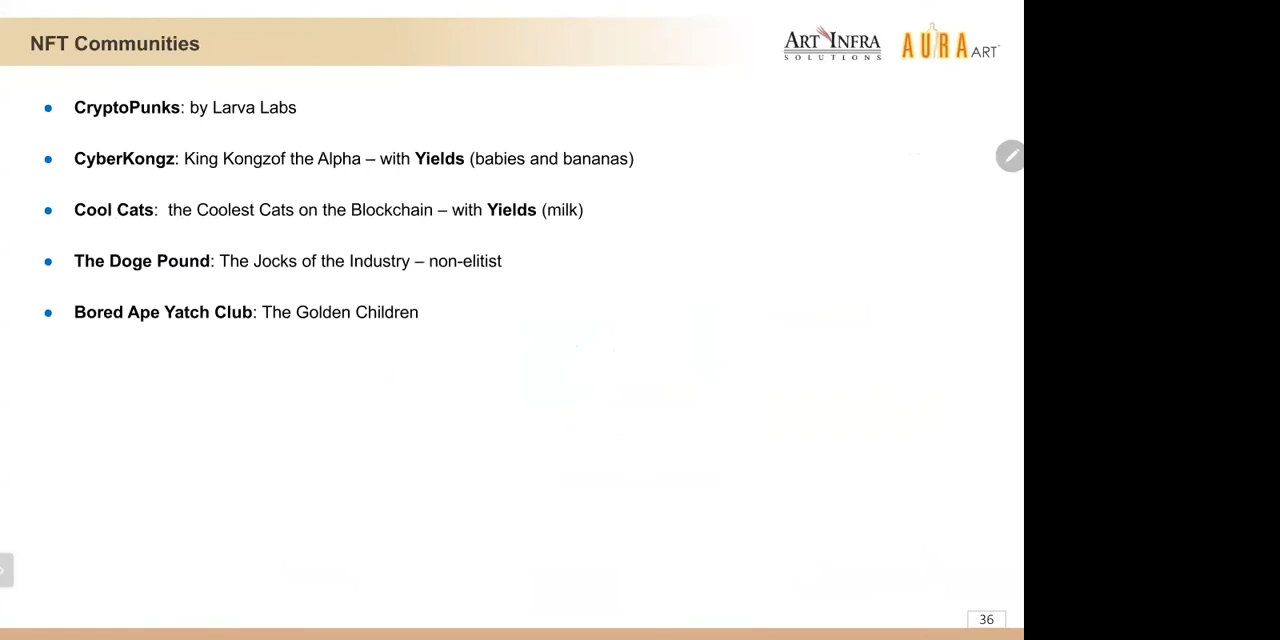 NFT Communities
ART INFRA
SOLUTIONS
AURA ART
CryptoPunks: by Larva Labs
CyberKongz: King Kongzof the Alpha – with Yields (babies and bananas)
Cool Cats:  the Coolest Cats on the Blockchain – with Yields (milk)
The Doge Pound: The Jocks of the Industry – non-elitist
Bored Ape Yatch Club: The Golden Children
36